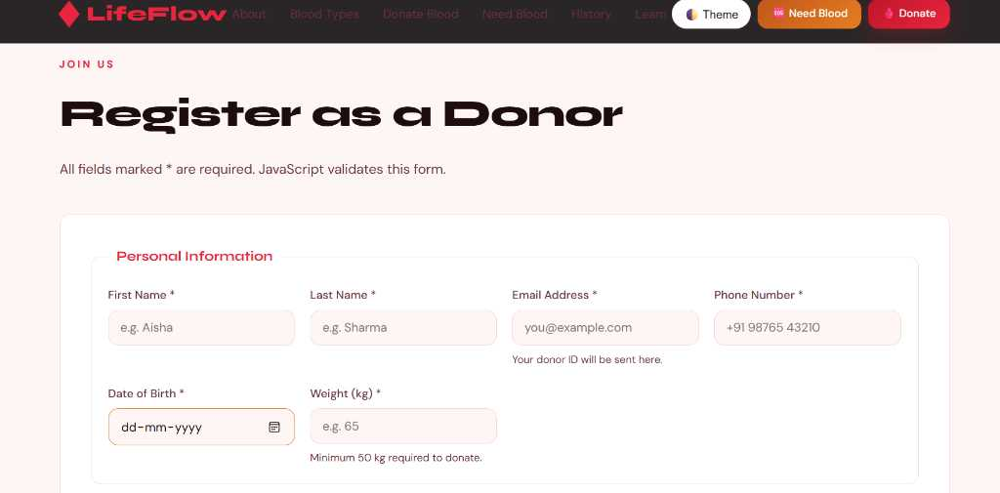 LifeFlow About Blood Types Donate Blood Need Blood History Learn Theme 🆘 Need Blood 🩸 Donate
JOIN US
Register as a Donor
All fields marked * are required. JavaScript validates this form.
Personal Information
First Name * Last Name * Email Address * Phone Number *
e.g. Aisha e.g. Sharma you@example.com +91 98765 43210
Your donor ID will be sent here.
Date of Birth * Weight (kg) *
dd-mm-yyyy e.g. 65
Minimum 50 kg required to donate.